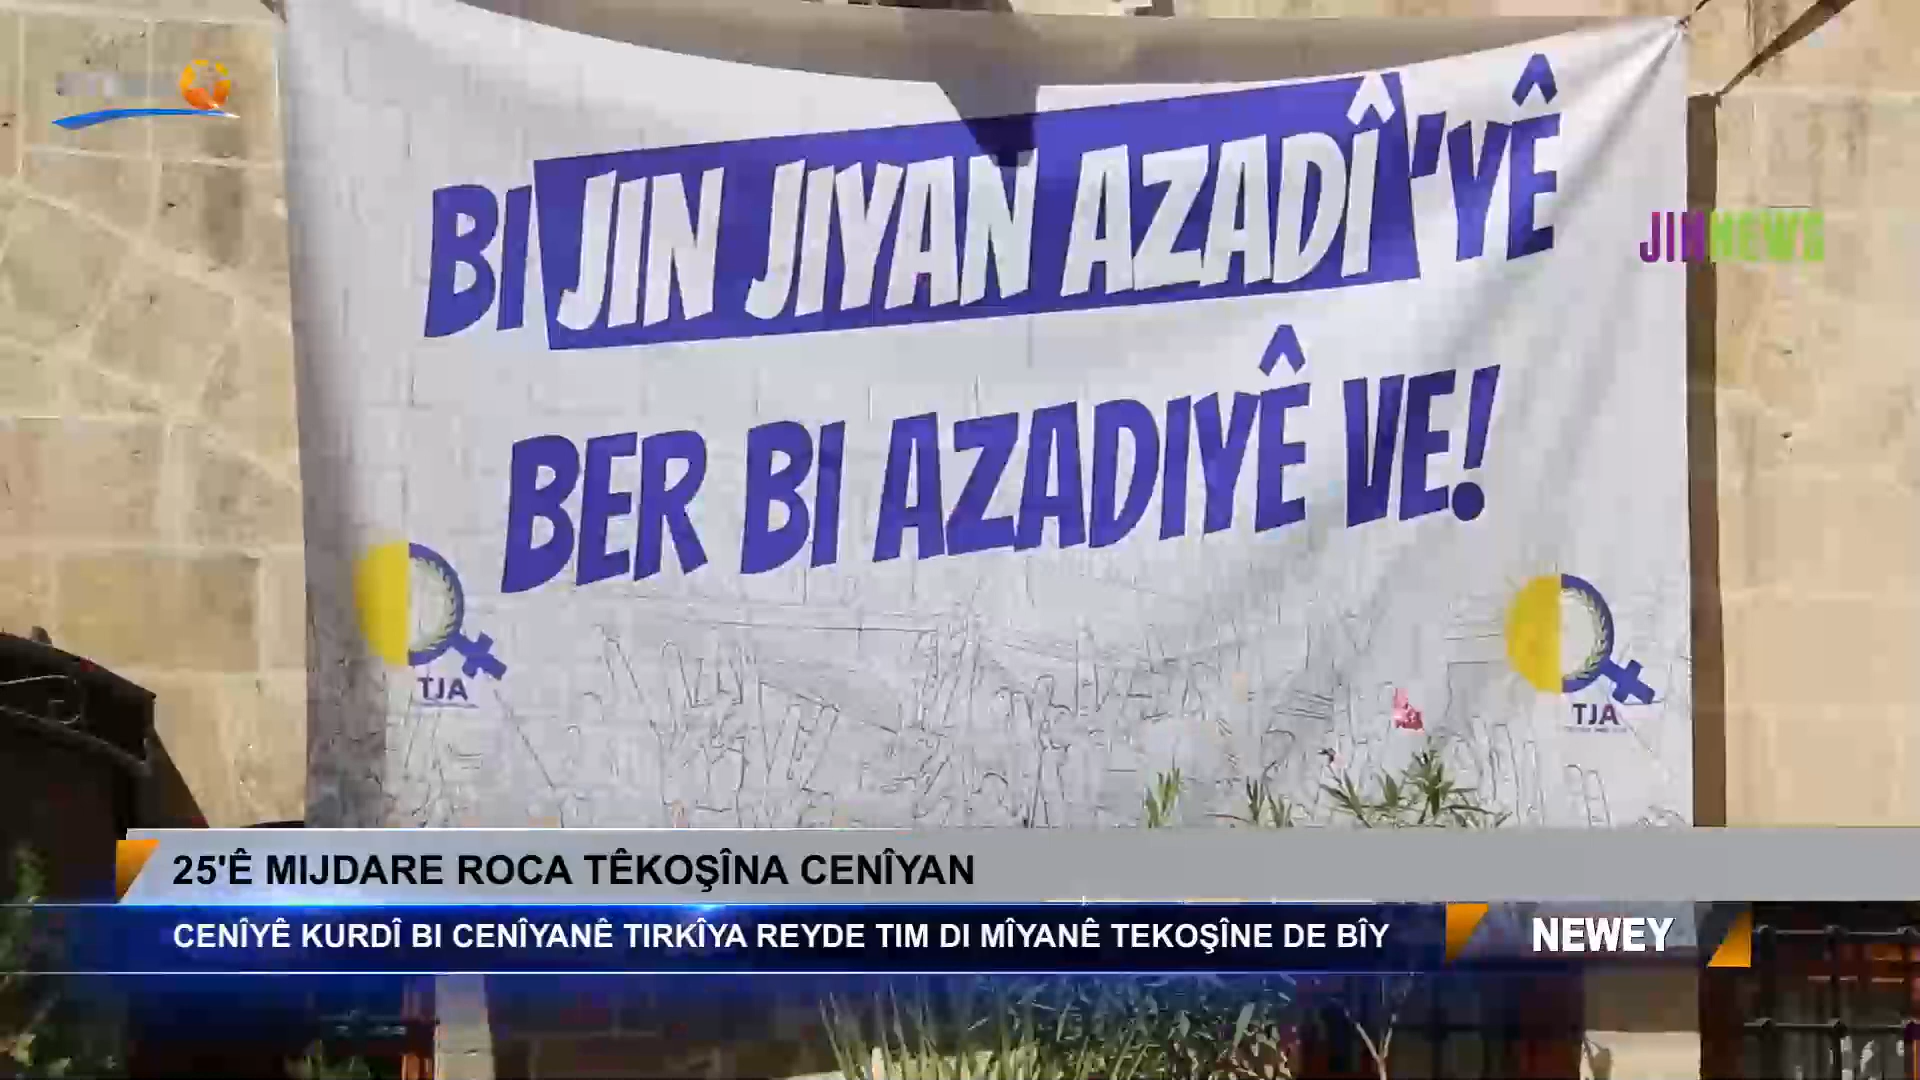 BI JIN JIYAN AZADÎ'YÊ
BER BI AZADIYÊ VE!
JINNEWS
TJA
TJA
25'Ê MIJDARE ROCA TÊKOŞÎNA CENÎYAN
CENÎYÊ KURDÎ BI CENÎYANÊ TIRKÎYA REYDE TIM DI MÎYANÊ TEKOŞÎNE DE BÎY
NEWEY